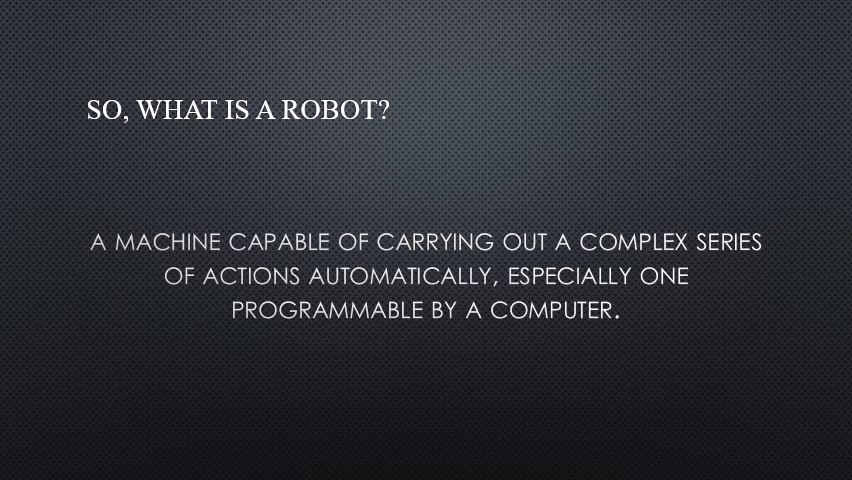 SO, WHAT IS A ROBOT?
A MACHINE CAPABLE OF CARRYING OUT A COMPLEX SERIES
OF ACTIONS AUTOMATICALLY, ESPECIALLY ONE
PROGRAMMABLE BY A COMPUTER.